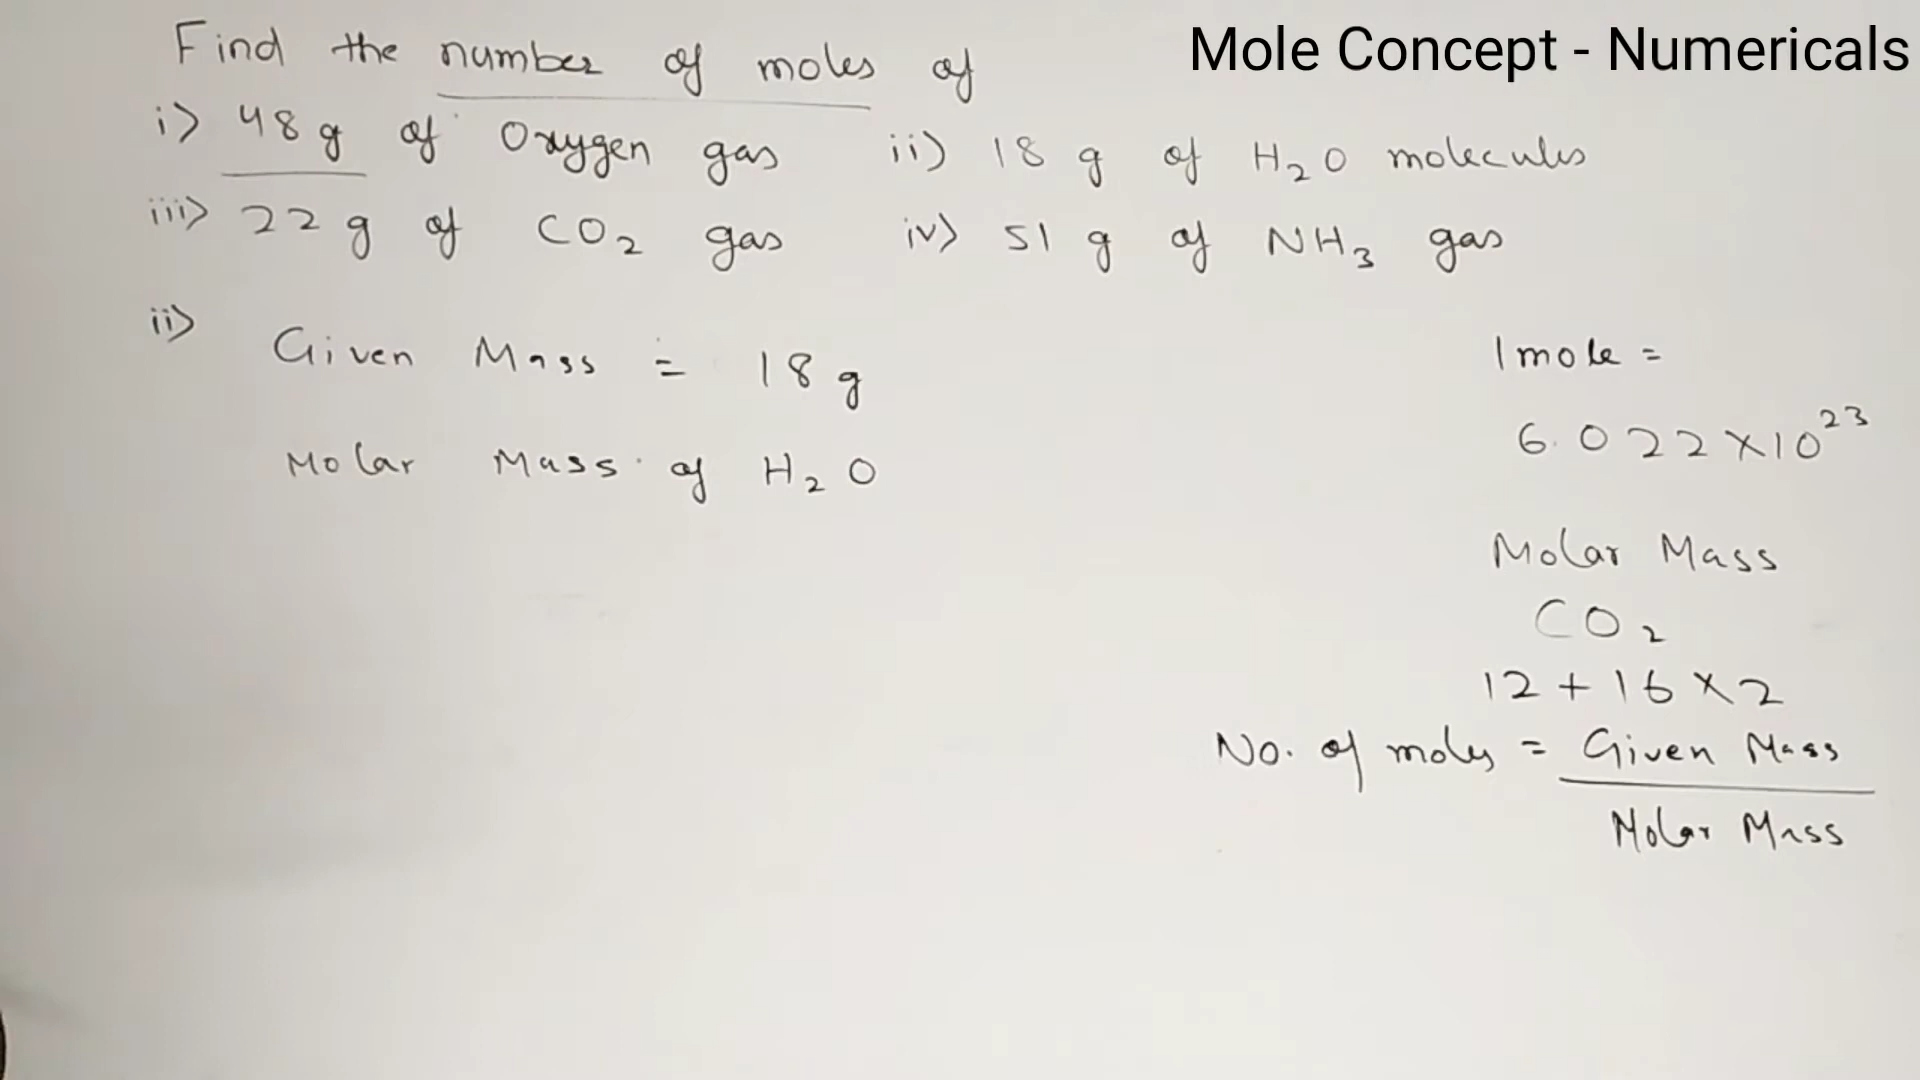 Mole Concept - Numericals
Find the number of moles of
i) 48 g of Oxygen gas ii) 18 g of H₂O molecules
iii) 22 g of CO₂ gas iv) 51 g of NH₃ gas
ii) Given Mass = 18 g
Molar Mass of H₂O
1 mole =
6.022×10²³
Molar Mass
CO₂
12 + 16 × 2
No. of moles = Given Mass
Molar Mass